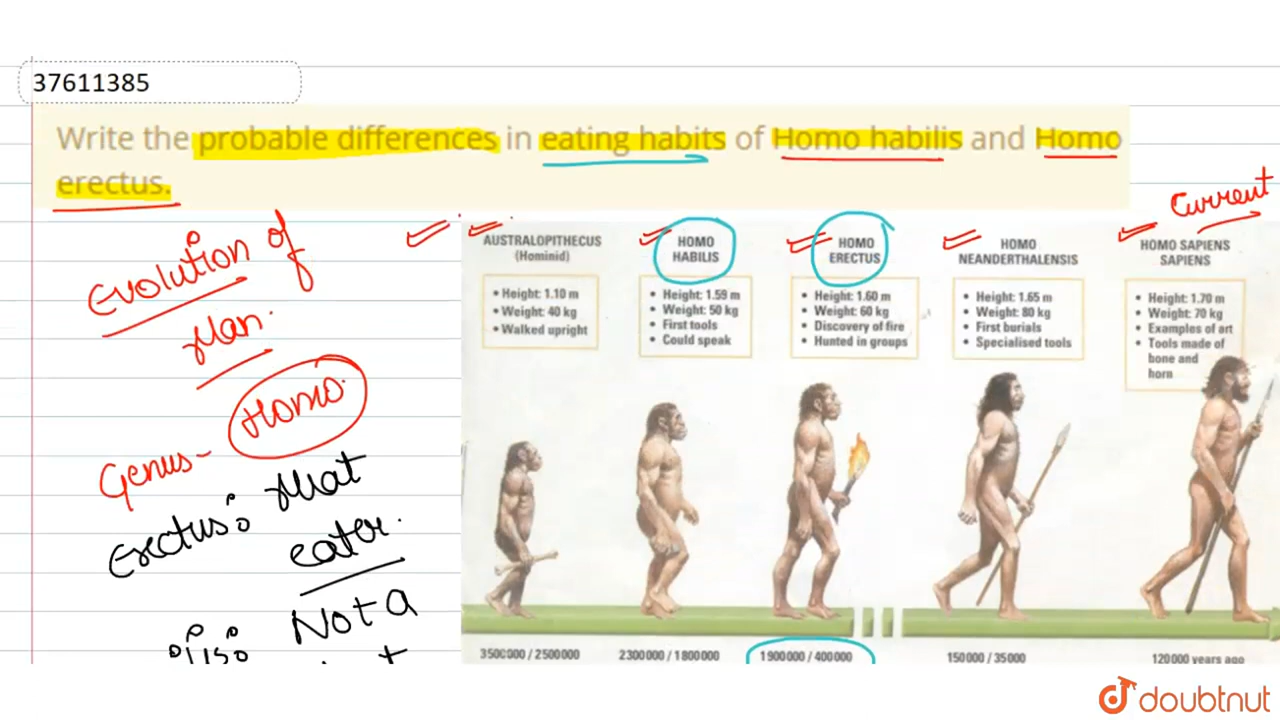 37611385
Write the probable differences in eating habits of Homo habilis and Homo
erectus.
Current
Evolution of
Man.
Genus- Homo.
Erectus: Meat
eater.
Not a
AUSTRALOPITHECUS
(Hominid)
• Height: 1.10 m
• Weight: 40 kg
• Walked upright
HOMO
HABILIS
• Height: 1.59 m
• Weight: 50 kg
• First tools
• Could speak
HOMO
ERECTUS
• Height: 1.60 m
• Weight: 60 kg
• Discovery of fire
• Hunted in groups
HOMO
NEANDERTHALENSIS
• Height: 1.65 m
• Weight: 80 kg
• First burials
• Specialised tools
HOMO SAPIENS
SAPIENS
• Height: 1.70 m
• Weight: 70 kg
• Examples of art
• Tools made of
bone and
horn
3500000 / 2500000
2300000 / 1800000
1900000 / 400000
150000 / 35000
120000 years ago
doubtnut